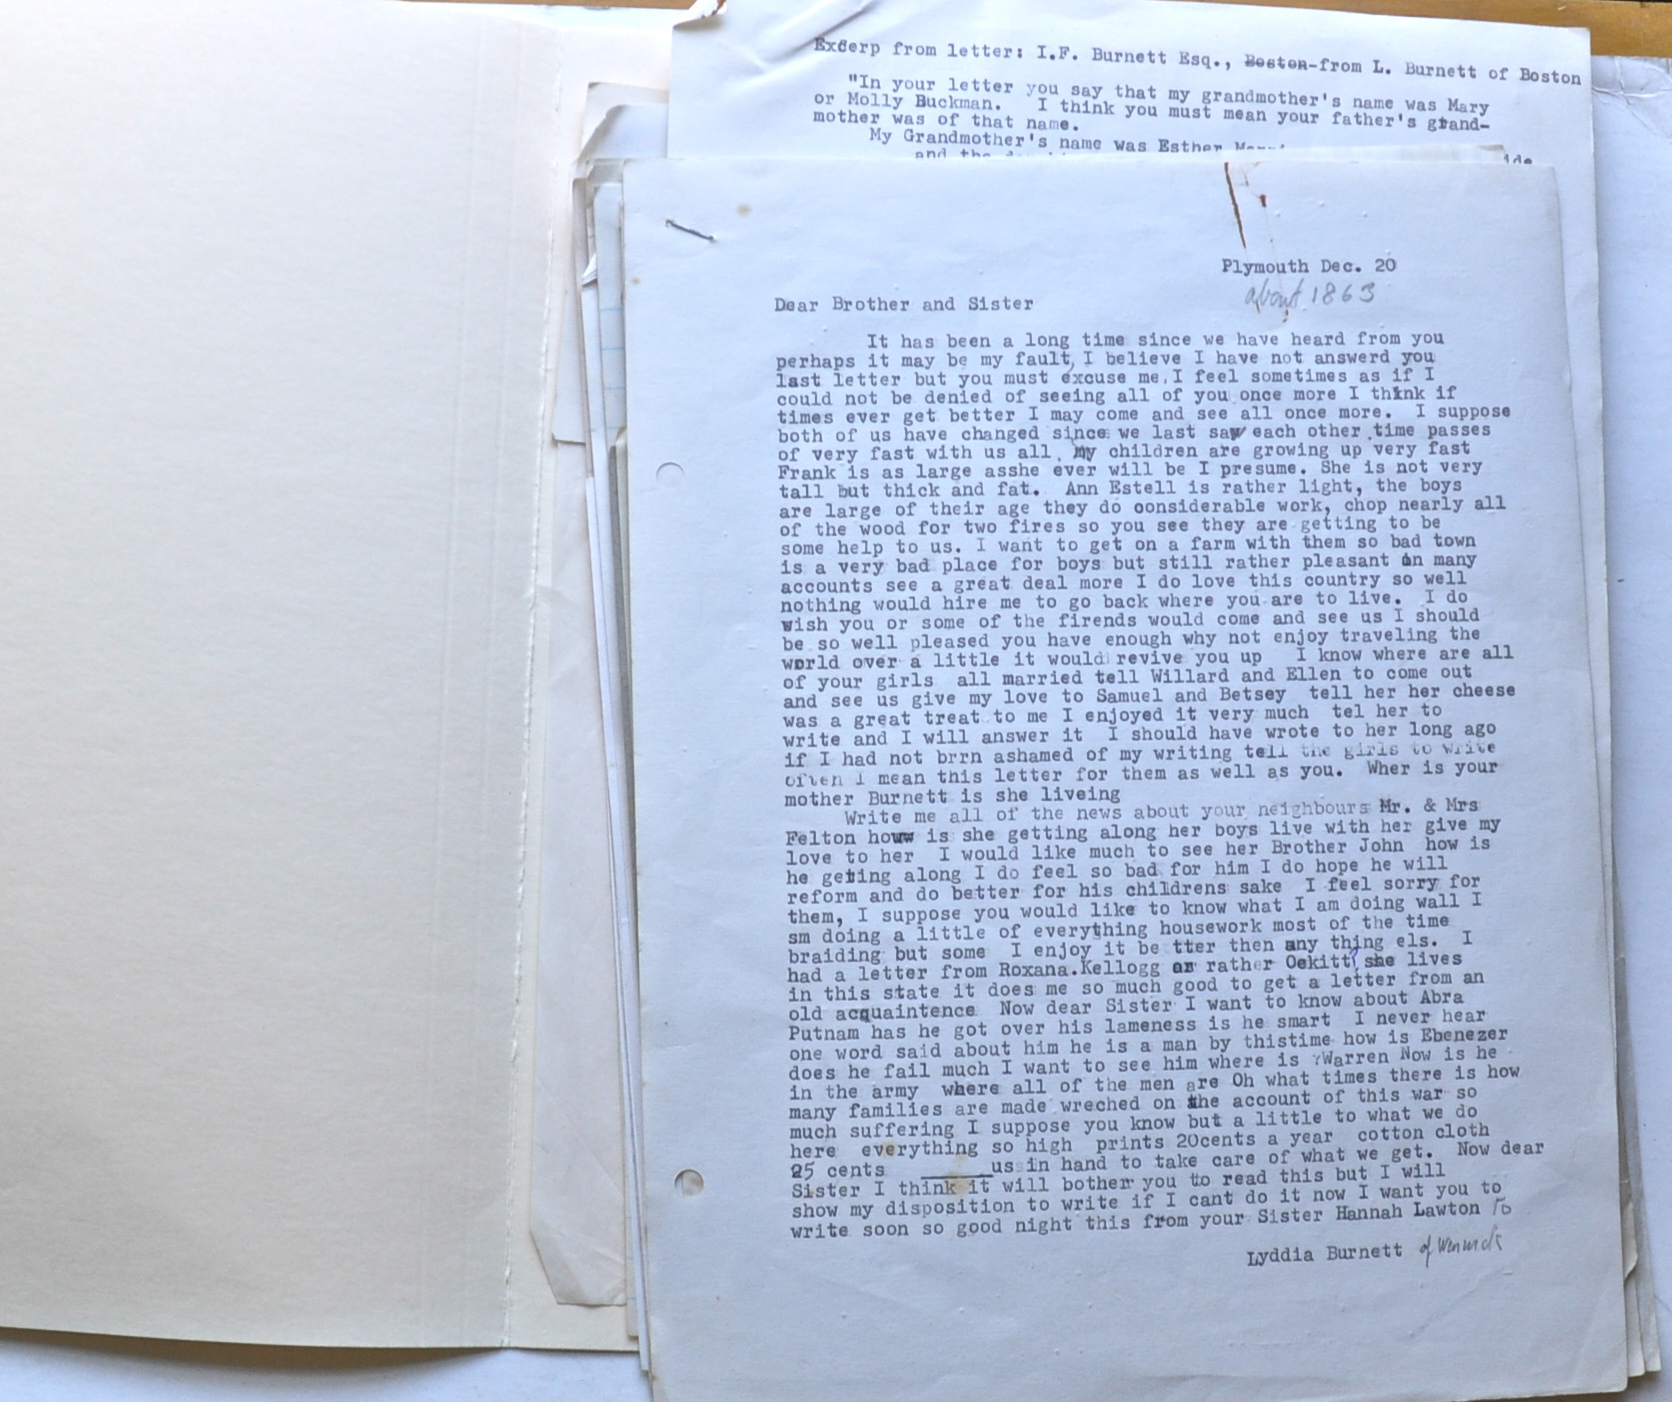 Excerp from letter: I.F. Burnett Esq., Boston-from L. Burnett of Boston
"In your letter you say that my grandmother's name was Mary
or Molly Buckman. I think you must mean your father's grand-
mother was of that name.
My Grandmother's name was Esther
and the
Plymouth Dec. 20
about 1863
Dear Brother and Sister
It has been a long time since we have heard from you
perhaps it may be my fault, I believe I have not answerd you
last letter but you must excuse me, I feel sometimes as if I
could not be denied of seeing all of you once more I think if
times ever get better I may come and see all once more. I suppose
both of us have changed since we last saw each other time passes
of very fast with us all, my children are growing up very fast
Frank is as large asshe ever will be I presume. She is not very
tall but thick and fat. Ann Estell is rather light, the boys
are large of their age they do considerable work, chop nearly all
of the wood for two fires so you see they are getting to be
some help to us. I want to get on a farm with them so bad town
is a very bad place for boys but still rather pleasant on many
accounts see a great deal more I do love this country so well
nothing would hire me to go back where you are to live. I do
wish you or some of the firends would come and see us I should
be so well pleased you have enough why not enjoy traveling the
world over a little it would revive you up I know where are all
of your girls all married tell Willard and Ellen to come out
and see us give my love to Samuel and Betsey tell her her cheese
was a great treat to me I enjoyed it very much tel her to
write and I will answer it I should have wrote to her long ago
if I had not brrn ashamed of my writing tell the girls to write
often I mean this letter for them as well as you. Wher is your
mother Burnett is she liveing
Write me all of the news about your neighbours Mr. & Mrs
Felton how is she getting along her boys live with her give my
love to her I would like much to see her Brother John how is
he geting along I do feel so bad for him I do hope he will
reform and do better for his childrens sake I feel sorry for
them, I suppose you would like to know what I am doing wall I
sm doing a little of everything housework most of the time
braiding but some I enjoy it be tter then any thing els. I
had a letter from Roxana.Kellogg or rather Oekitt? she lives
in this state it does me so much good to get a letter from an
old acquaintence Now dear Sister I want to know about Abra
Putnam has he got over his lameness is he smart I never hear
one word said about him he is a man by thistime how is Ebenezer
does he fail much I want to see him where is Warren Now is he
in the army where all of the men are Oh what times there is how
many families are made wreched on the account of this war so
much suffering I suppose you know but a little to what we do
here everything so high prints 20cents a year cotton cloth
25 cents ______us in hand to take care of what we get. Now dear
Sister I think it will bother you to read this but I will
show my disposition to write if I cant do it now I want you to
write soon so good night this from your Sister Hannah Lawton To
Lyddia Burnett of Warwick